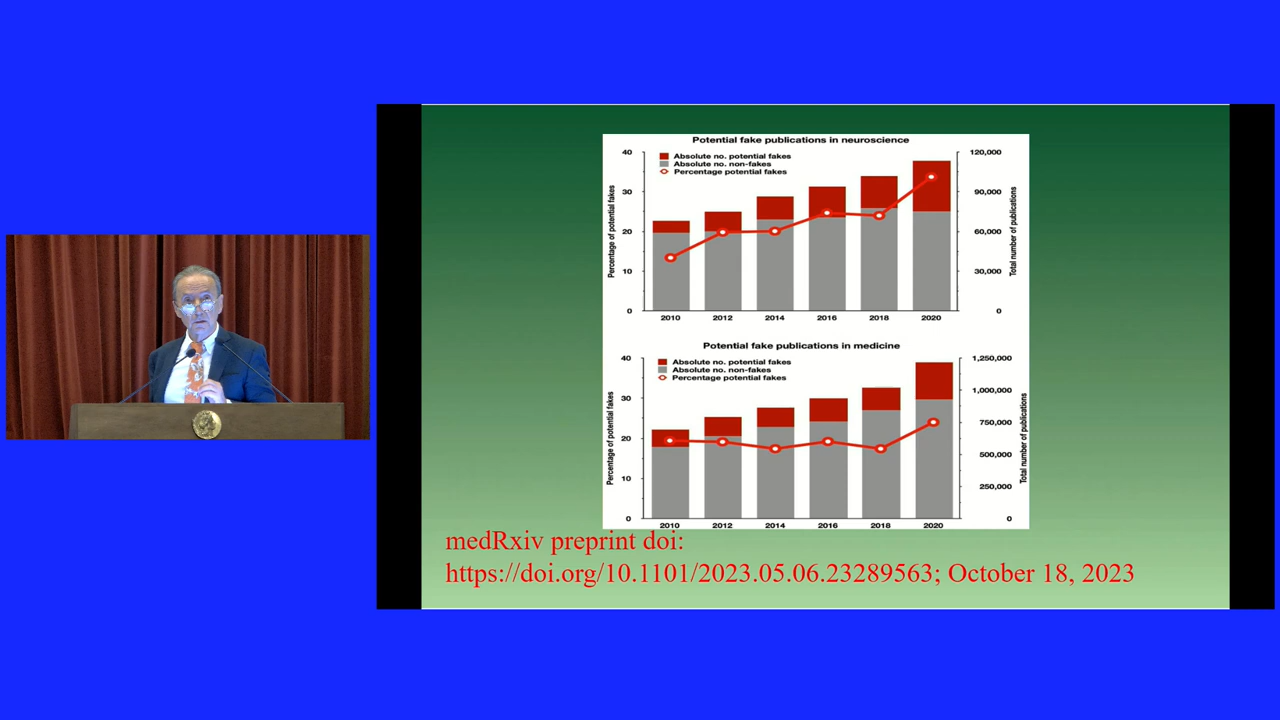 Potential fake publications in neuroscience
40
30
20
10
0
Percentage of potential fakes
Absolute no. potential fakes
Absolute no. non-fakes
Percentage potential fakes
120,000
90,000
60,000
30,000
0
Total number of publications
2010 2012 2014 2016 2018 2020
Potential fake publications in medicine
40
30
20
10
0
Percentage of potential fakes
Absolute no. potential fakes
Absolute no. non-fakes
Percentage potential fakes
1,250,000
1,000,000
750,000
500,000
250,000
0
Total number of publications
2010 2012 2014 2016 2018 2020
medRxiv preprint doi:
https://doi.org/10.1101/2023.05.06.23289563; October 18, 2023